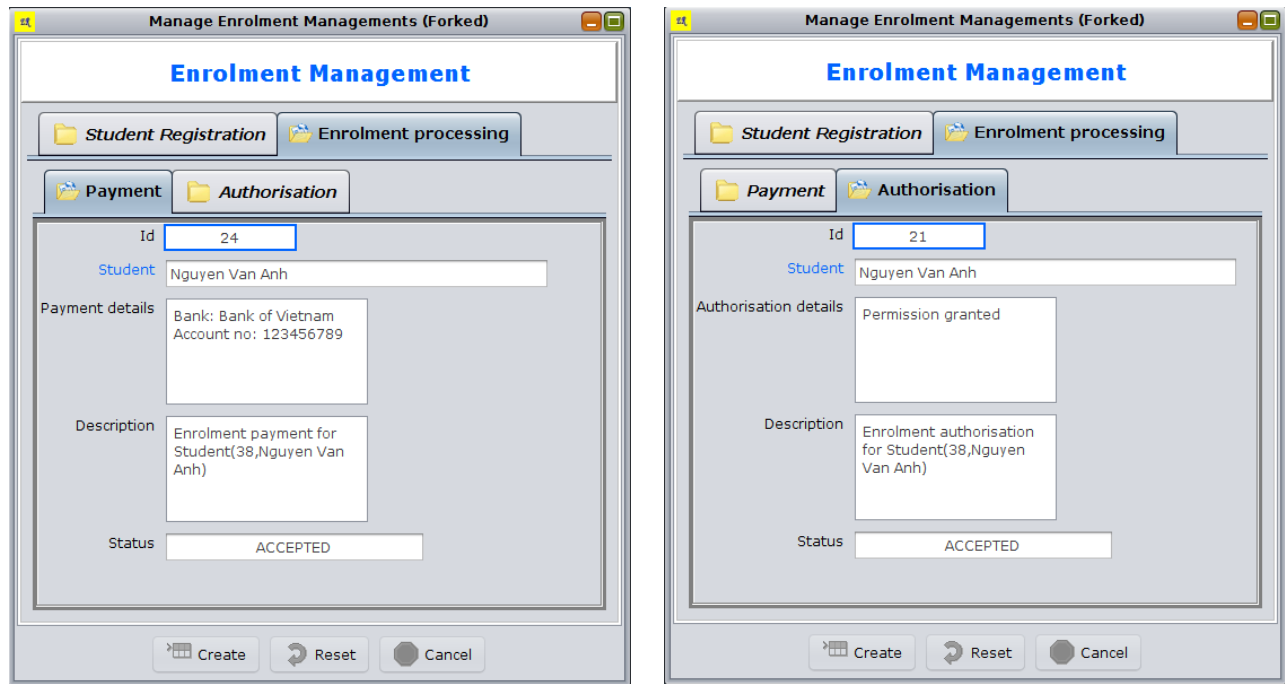 Manage Enrolment Managements (Forked)
Enrolment Management
Student Registration
Enrolment processing
Payment
Authorisation
Id
24
Student
Nguyen Van Anh
Payment details
Bank: Bank of Vietnam
Account no: 123456789
Description
Enrolment payment for
Student(38,Nguyen Van
Anh)
Status
ACCEPTED
Create
Reset
Cancel
Manage Enrolment Managements (Forked)
Enrolment Management
Student Registration
Enrolment processing
Payment
Authorisation
Id
21
Student
Nguyen Van Anh
Authorisation details
Permission granted
Description
Enrolment authorisation
for Student(38,Nguyen
Van Anh)
Status
ACCEPTED
Create
Reset
Cancel